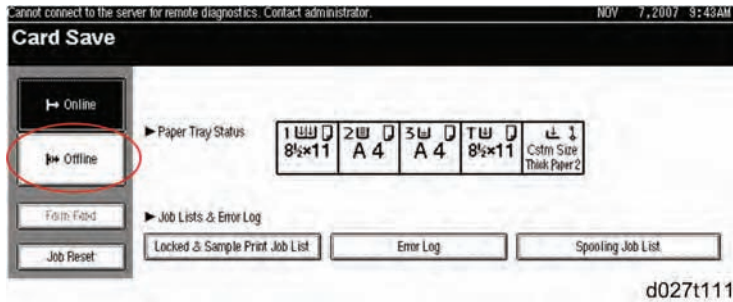 Cannot connect to the server for remote diagnostics. Contact administrator. NOV 7,2007 9:43AM
Card Save
Online
▶ Paper Tray Status
1 2 3 T
8½×11 A 4 A 4 8½×11 Cstm Size
Thick Paper 2
Offline
Form Feed
▶ Job Lists & Error Log
Job Reset
Locked & Sample Print Job List Error Log Spooling Job List
d027t111